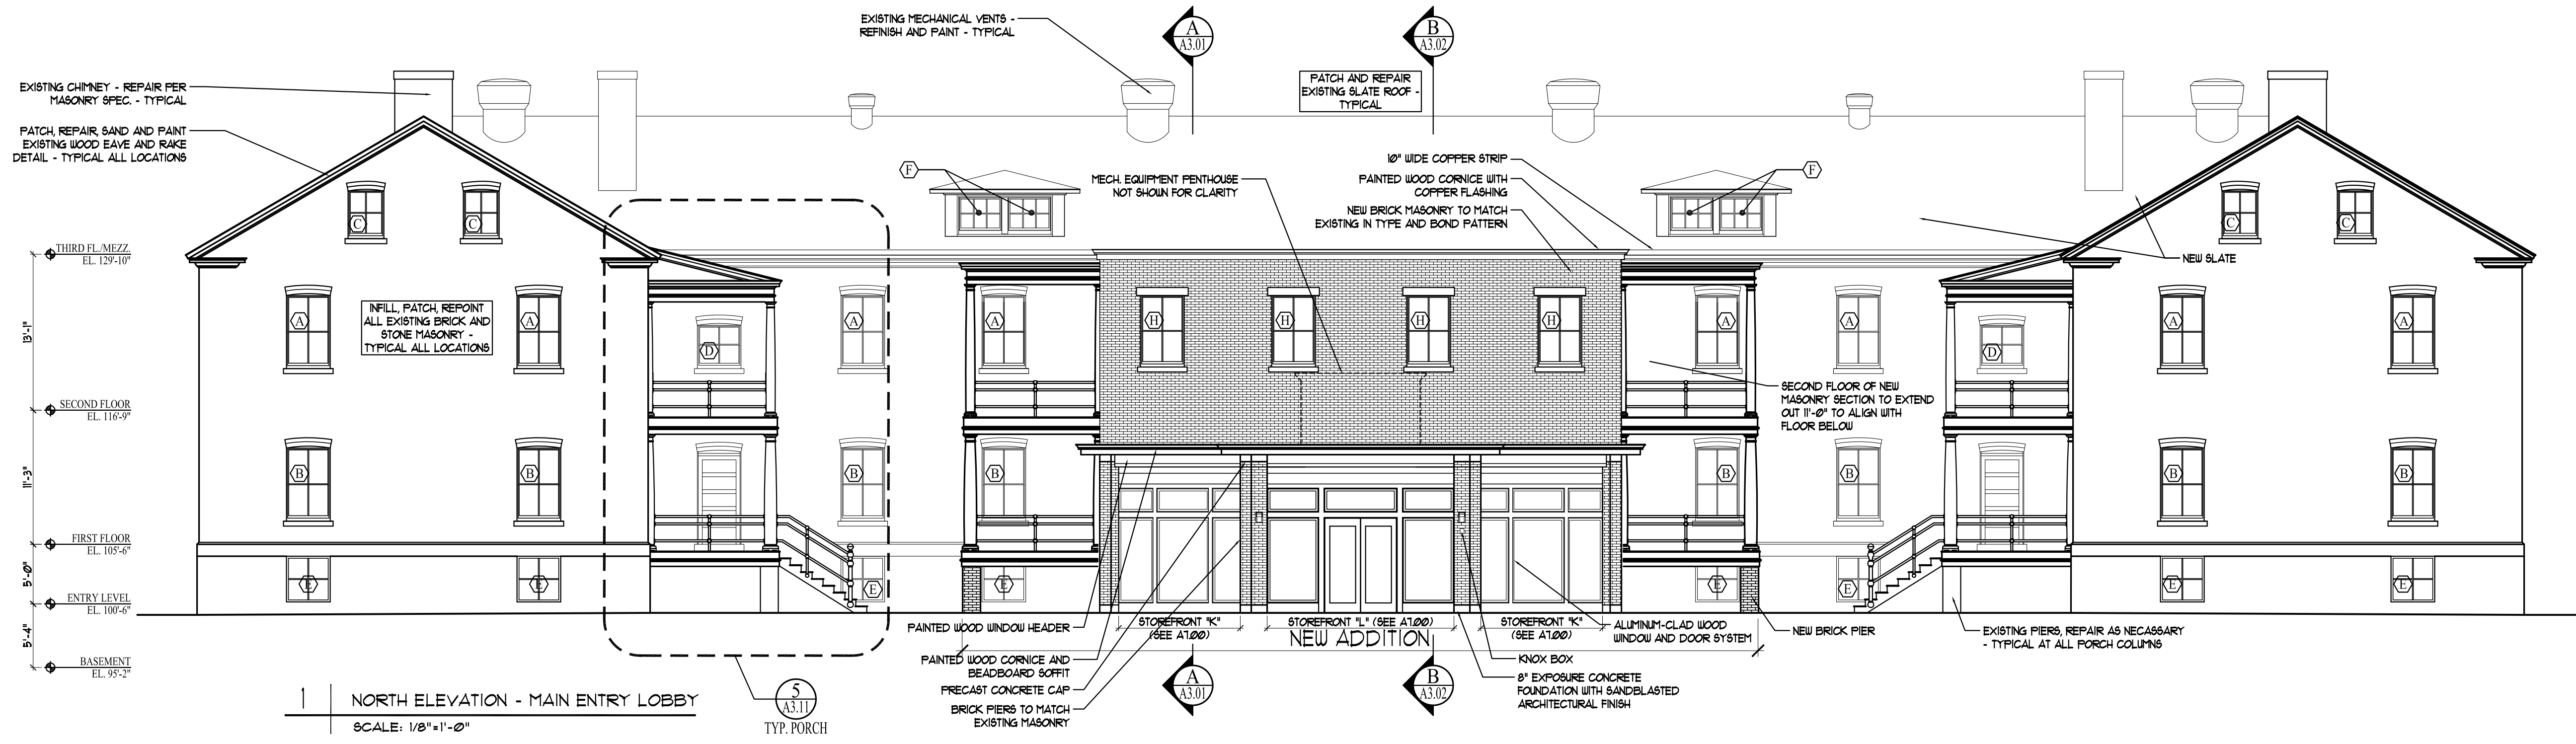 EXISTING MECHANICAL VENTS -
REFINISH AND PAINT - TYPICAL
A
A3.01
B
A3.02
PATCH AND REPAIR
EXISTING SLATE ROOF -
TYPICAL
EXISTING CHIMNEY - REPAIR PER
MASONRY SPEC. - TYPICAL
PATCH, REPAIR, SAND AND PAINT
EXISTING WOOD EAVE AND RAKE
DETAIL - TYPICAL ALL LOCATIONS
F
MECH. EQUIPMENT PENTHOUSE
NOT SHOWN FOR CLARITY
10" WIDE COPPER STRIP
PAINTED WOOD CORNICE WITH
COPPER FLASHING
NEW BRICK MASONRY TO MATCH
EXISTING IN TYPE AND BOND PATTERN
F
C
C
C
C
NEW SLATE
THIRD FL./MEZZ.
EL. 129'-10"
13'-1"
INFILL, PATCH, REPOINT
ALL EXISTING BRICK AND
STONE MASONRY -
TYPICAL ALL LOCATIONS
A
A
D
A
A
H
H
H
H
A
A
D
A
A
SECOND FLOOR OF NEW
MASONRY SECTION TO EXTEND
OUT 11'-0" TO ALIGN WITH
FLOOR BELOW
SECOND FLOOR
EL. 116'-9"
11'-3"
B
B
B
B
B
B
B
B
FIRST FLOOR
EL. 105'-6"
5'-0"
E
E
E
E
E
E
E
E
ENTRY LEVEL
EL. 100'-6"
5'-4"
BASEMENT
EL. 95'-2"
PAINTED WOOD WINDOW HEADER
PAINTED WOOD CORNICE AND
BEADBOARD SOFFIT
PRECAST CONCRETE CAP
BRICK PIERS TO MATCH
EXISTING MASONRY
STOREFRONT "K"
(SEE A7.00)
STOREFRONT "L" (SEE A7.00)
STOREFRONT "K"
(SEE A7.00)
NEW ADDITION
ALUMINUM-CLAD WOOD
WINDOW AND DOOR SYSTEM
NEW BRICK PIER
EXISTING PIERS, REPAIR AS NECASSARY
- TYPICAL AT ALL PORCH COLUMNS
KNOX BOX
8" EXPOSURE CONCRETE
FOUNDATION WITH SANDBLASTED
ARCHITECTURAL FINISH
A
A3.01
B
A3.02
5
A3.11
TYP. PORCH
1
NORTH ELEVATION - MAIN ENTRY LOBBY
SCALE: 1/8"=1'-0"